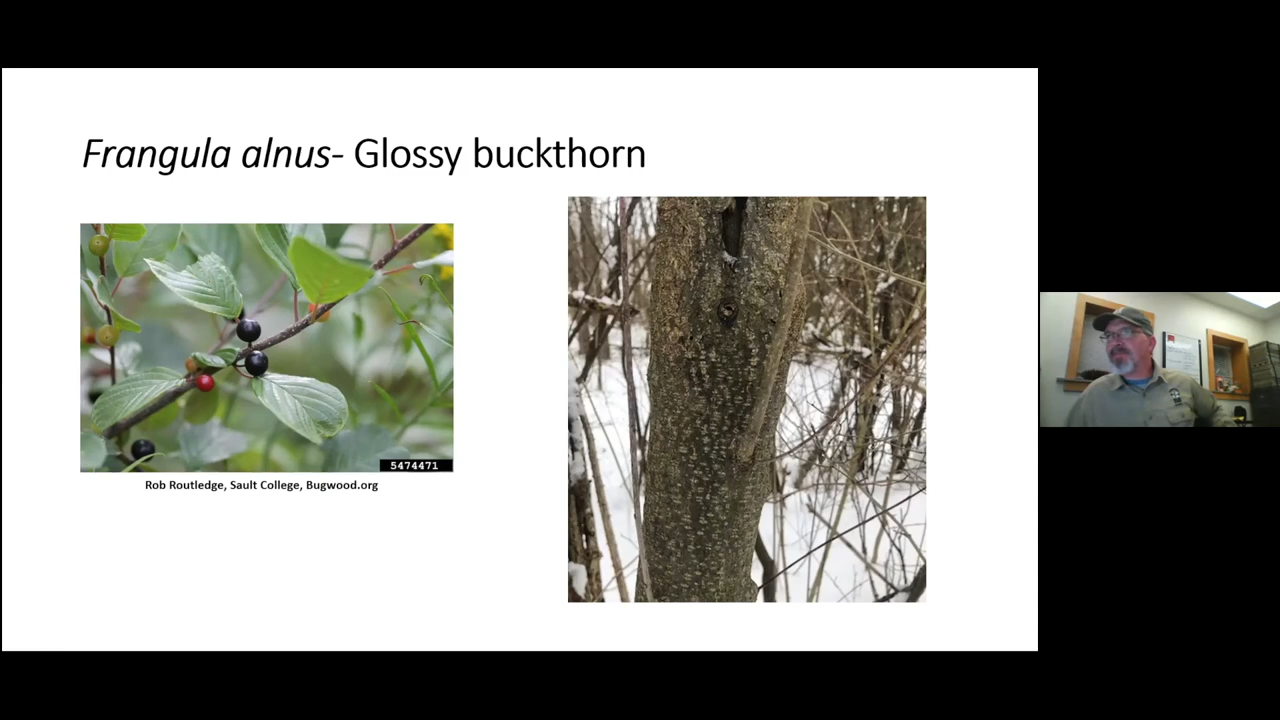 Frangula alnus- Glossy buckthorn
5474471
Rob Routledge, Sault College, Bugwood.org